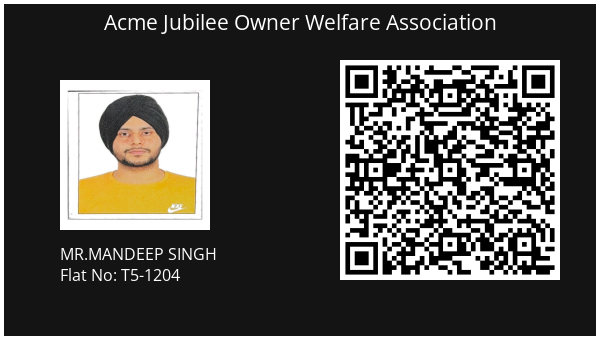 Acme Jubilee Owner Welfare Association
MR.MANDEEP SINGH
Flat No: T5-1204